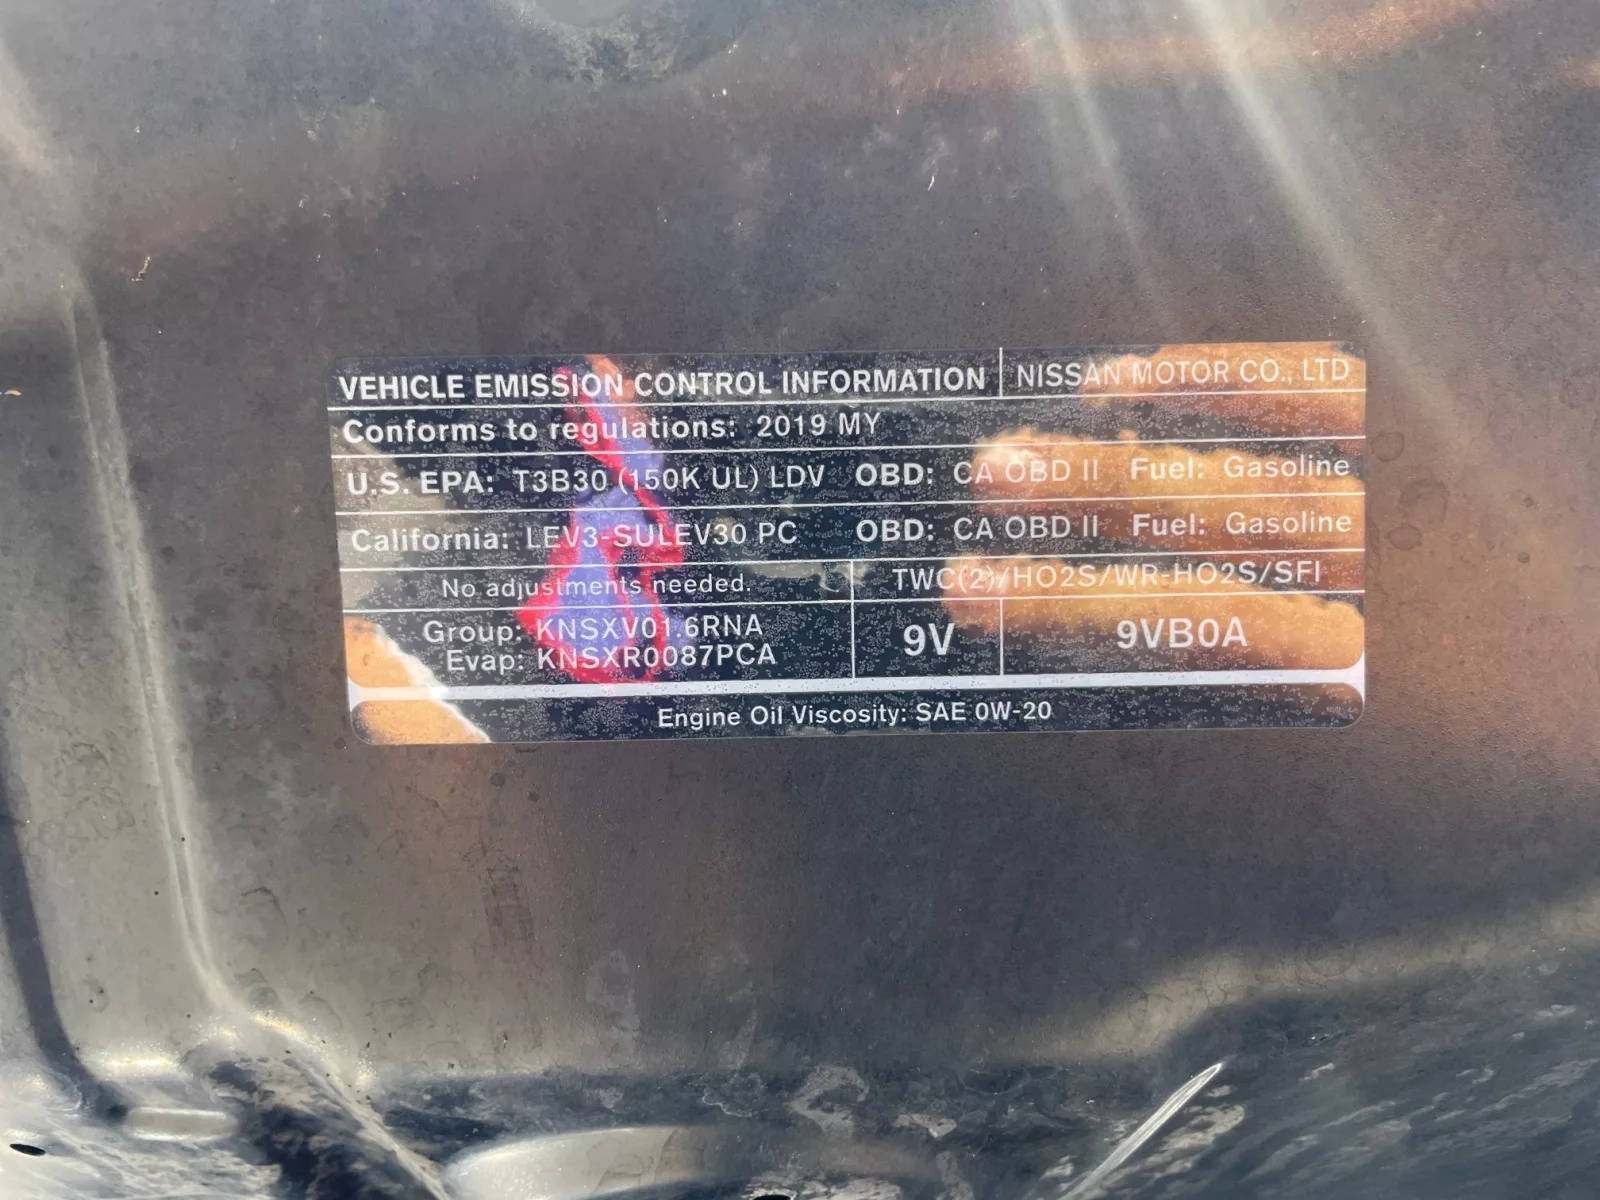 VEHICLE EMISSION CONTROL INFORMATION NISSAN MOTOR CO., LTD
Conforms to regulations: 2019 MY
U.S. EPA: T3B30 (150K UL) LDV OBD: CA OBD II Fuel: Gasoline
California: LEV3-SULEV30 PC OBD: CA OBD II Fuel: Gasoline
No adjustments needed. TWC(2)/HO2S/WR-HO2S/SFI
Group: KNSXV01.6RNA
Evap: KNSXR0087PCA
9V 9VB0A
Engine Oil Viscosity: SAE 0W-20